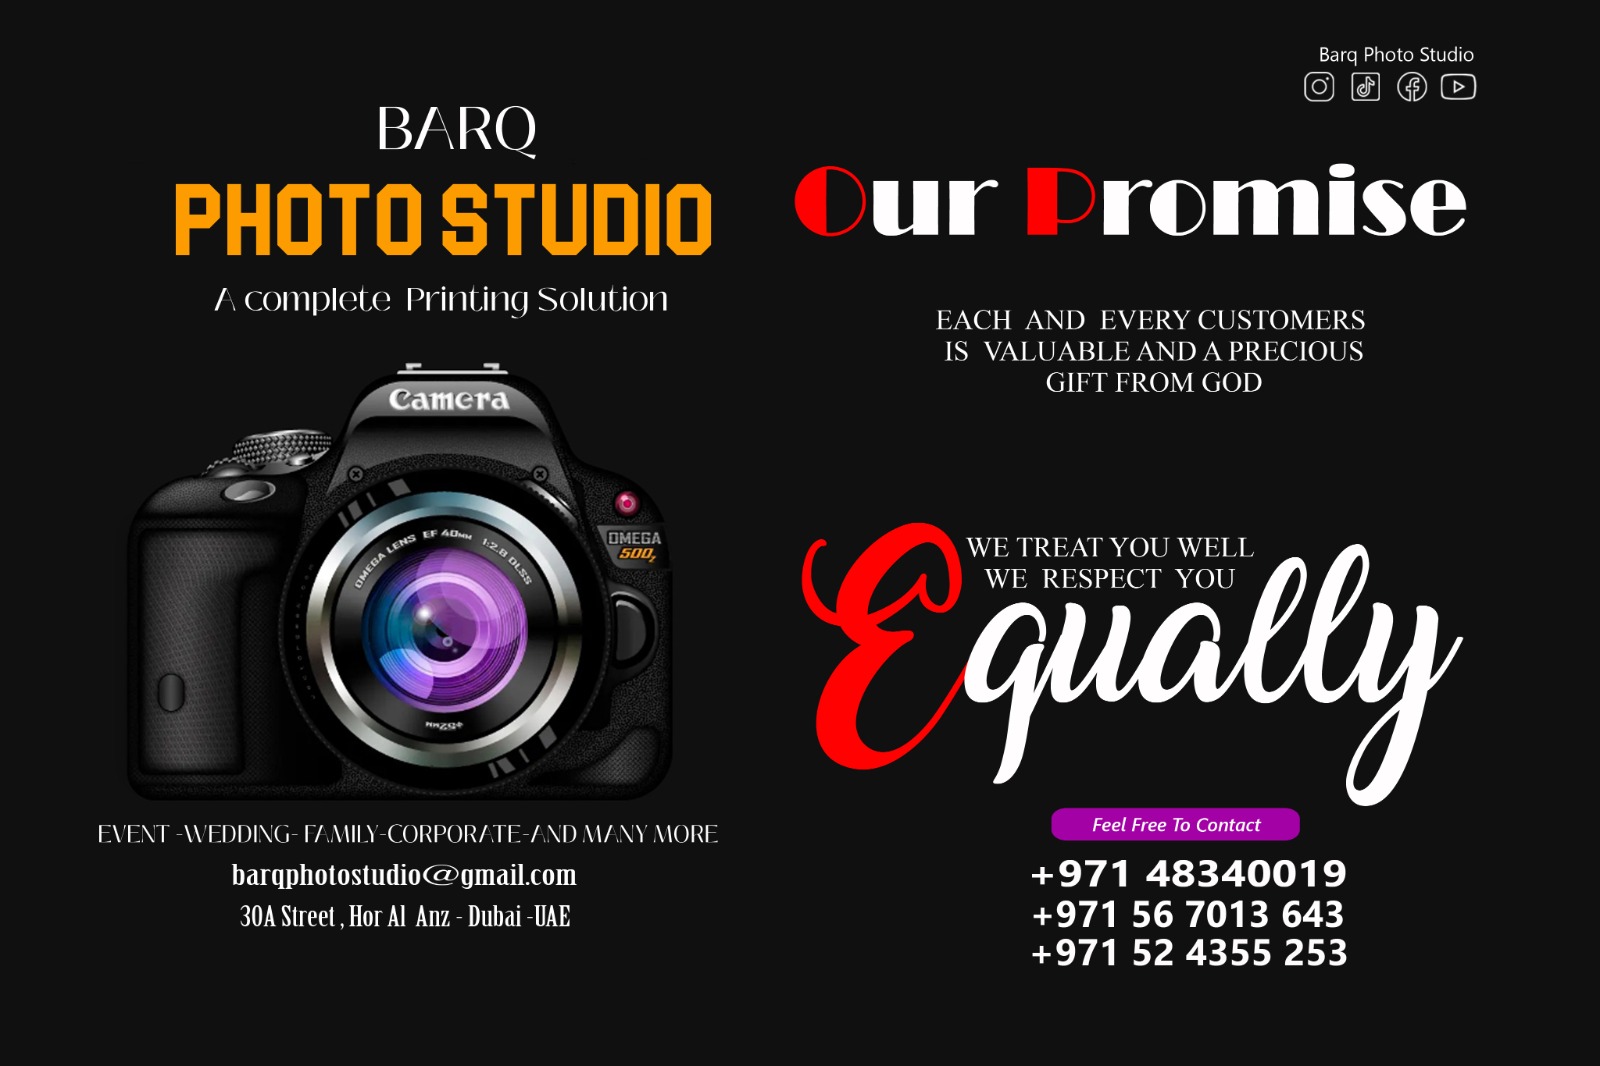 BARQ
PHOTO STUDIO
A complete Printing Solution
Camera
OMEGA LENS EF 40MM 1:2.8 DLSS
OMEGA
500z
EVENT -WEDDING- FAMILY-CORPORATE-AND MANY MORE
barqphotostudio@gmail.com
30A Street , Hor Al Anz - Dubai -UAE
Barq Photo Studio
Our Promise
EACH AND EVERY CUSTOMERS
IS VALUABLE AND A PRECIOUS
GIFT FROM GOD
WE TREAT YOU WELL
WE RESPECT YOU
Equally
Feel Free To Contact
+971 48340019
+971 56 7013 643
+971 52 4355 253